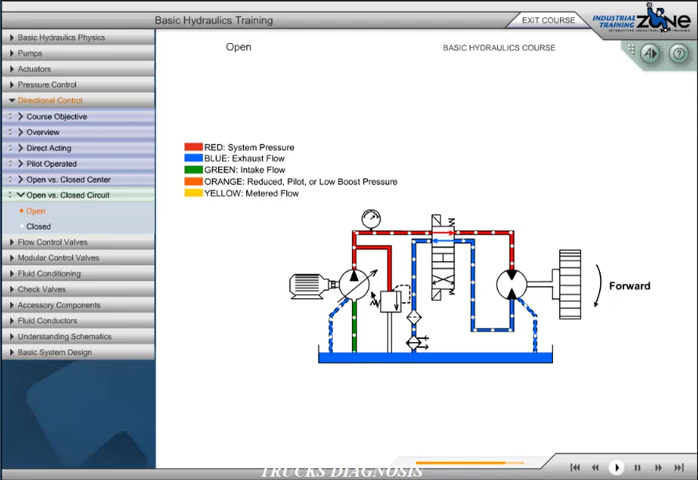 Basic Hydraulics Training
EXIT COURSE
INDUSTRIAL TRAINING ZONE
Basic Hydraulics Physics
Pumps
Actuators
Pressure Control
Directional Control
Course Objective
Overview
Direct Acting
Pilot Operated
Open vs. Closed Center
Open vs. Closed Circuit
Open
Closed
Flow Control Valves
Modular Control Valves
Fluid Conditioning
Check Valves
Accessory Components
Fluid Conductors
Understanding Schematics
Basic System Design
Open
BASIC HYDRAULICS COURSE
A
?
RED: System Pressure
BLUE: Exhaust Flow
GREEN: Intake Flow
ORANGE: Reduced, Pilot, or Low Boost Pressure
YELLOW: Metered Flow
Forward
TRUCKS DIAGNOSIS